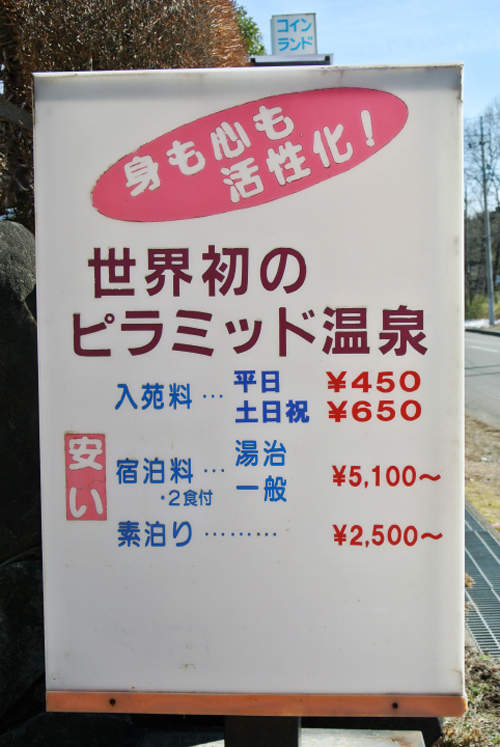 コイン
ランド
身も心も
活性化!
世界初の
ピラミッド温泉
入苑料…平日 ¥450
土日祝 ¥650
安い
宿泊料…湯治
・2食付 一般 ¥5,100〜
素泊り……… ¥2,500〜